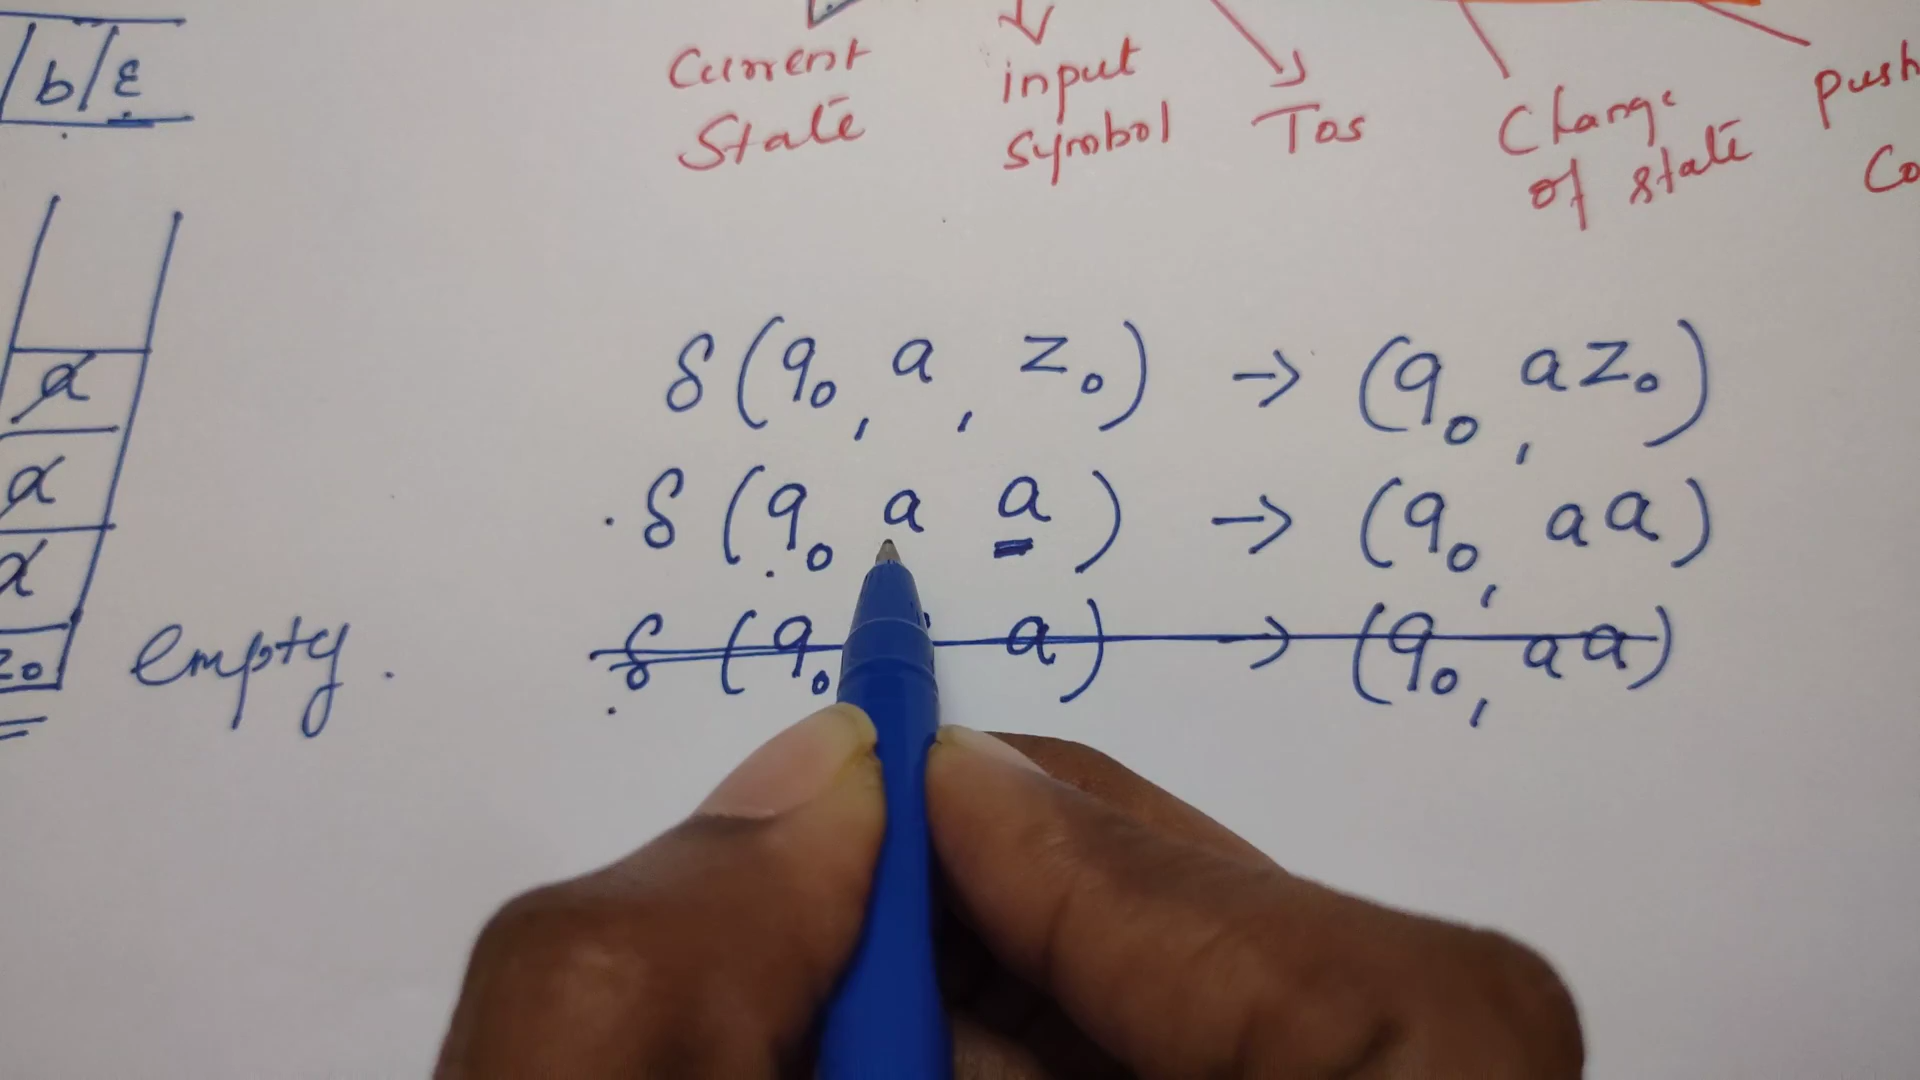 b ε
Current State
input symbol
Tos
Change of state
push
Co
δ(q₀, a, z₀) → (q₀, az₀)
δ(q₀ a a) → (q₀, aa)
δ(q₀ a) → (q₀, aa)
a
a
a
z₀ empty.